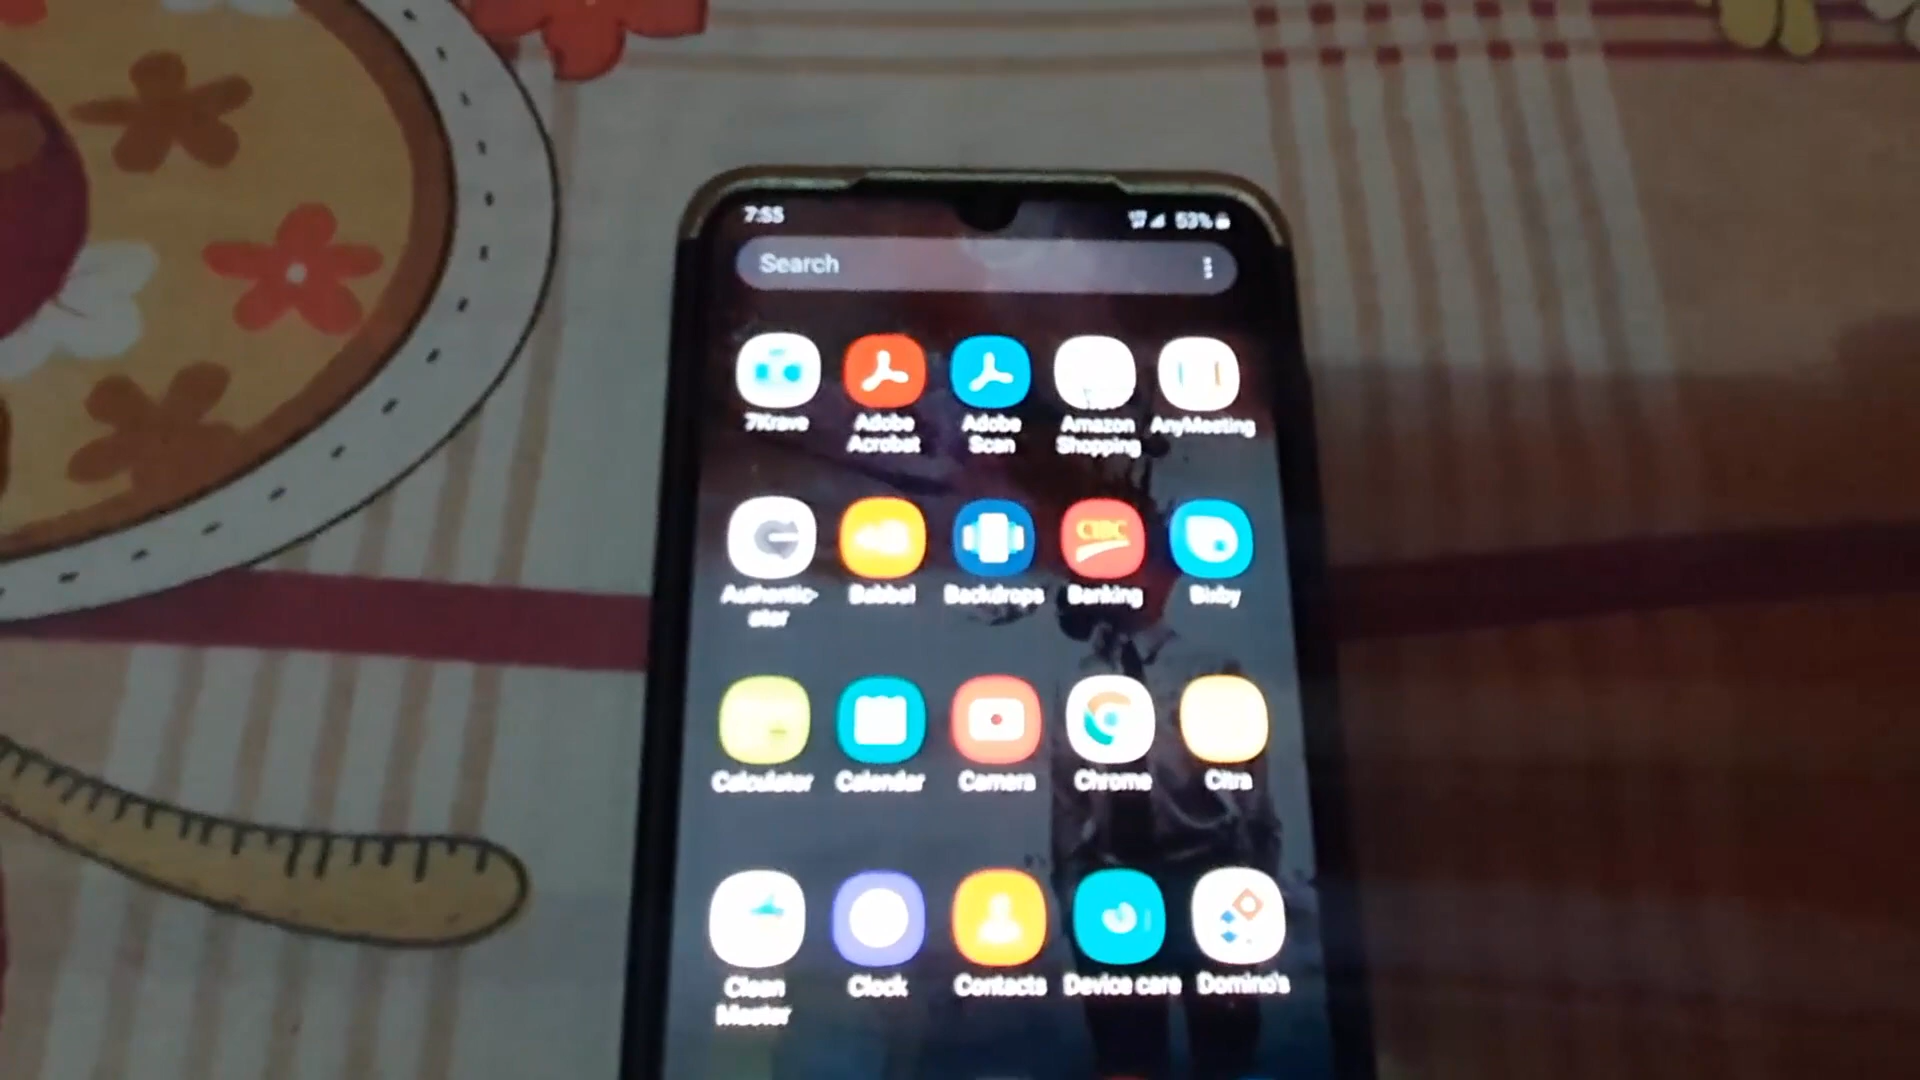 7:55
53%
Search
7Krave
Adobe Acrobat
Adobe Scan
Amazon Shopping
AnyMeeting
Authentic-
ator
Babbel
Backdrops
CIBC
Banking
Bixby
Calculator
Calendar
Camera
Chrome
Citra
Clean Master
Clock
Contacts
Device care
Domino's